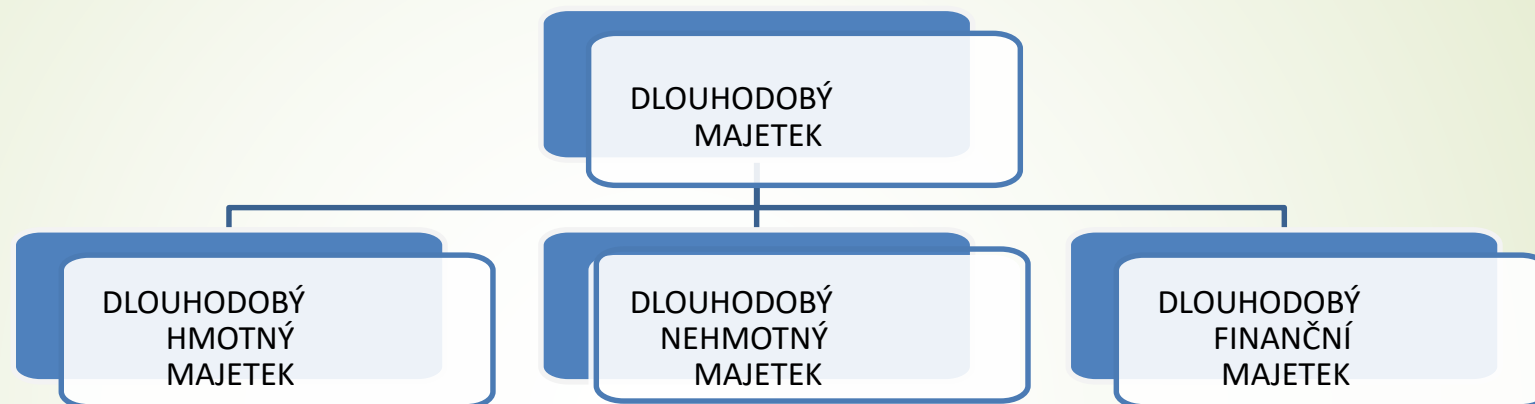 DLOUHODOBÝ
MAJETEK
DLOUHODOBÝ
HMOTNÝ
MAJETEK
DLOUHODOBÝ
NEHMOTNÝ
MAJETEK
DLOUHODOBÝ
FINANČNÍ
MAJETEK